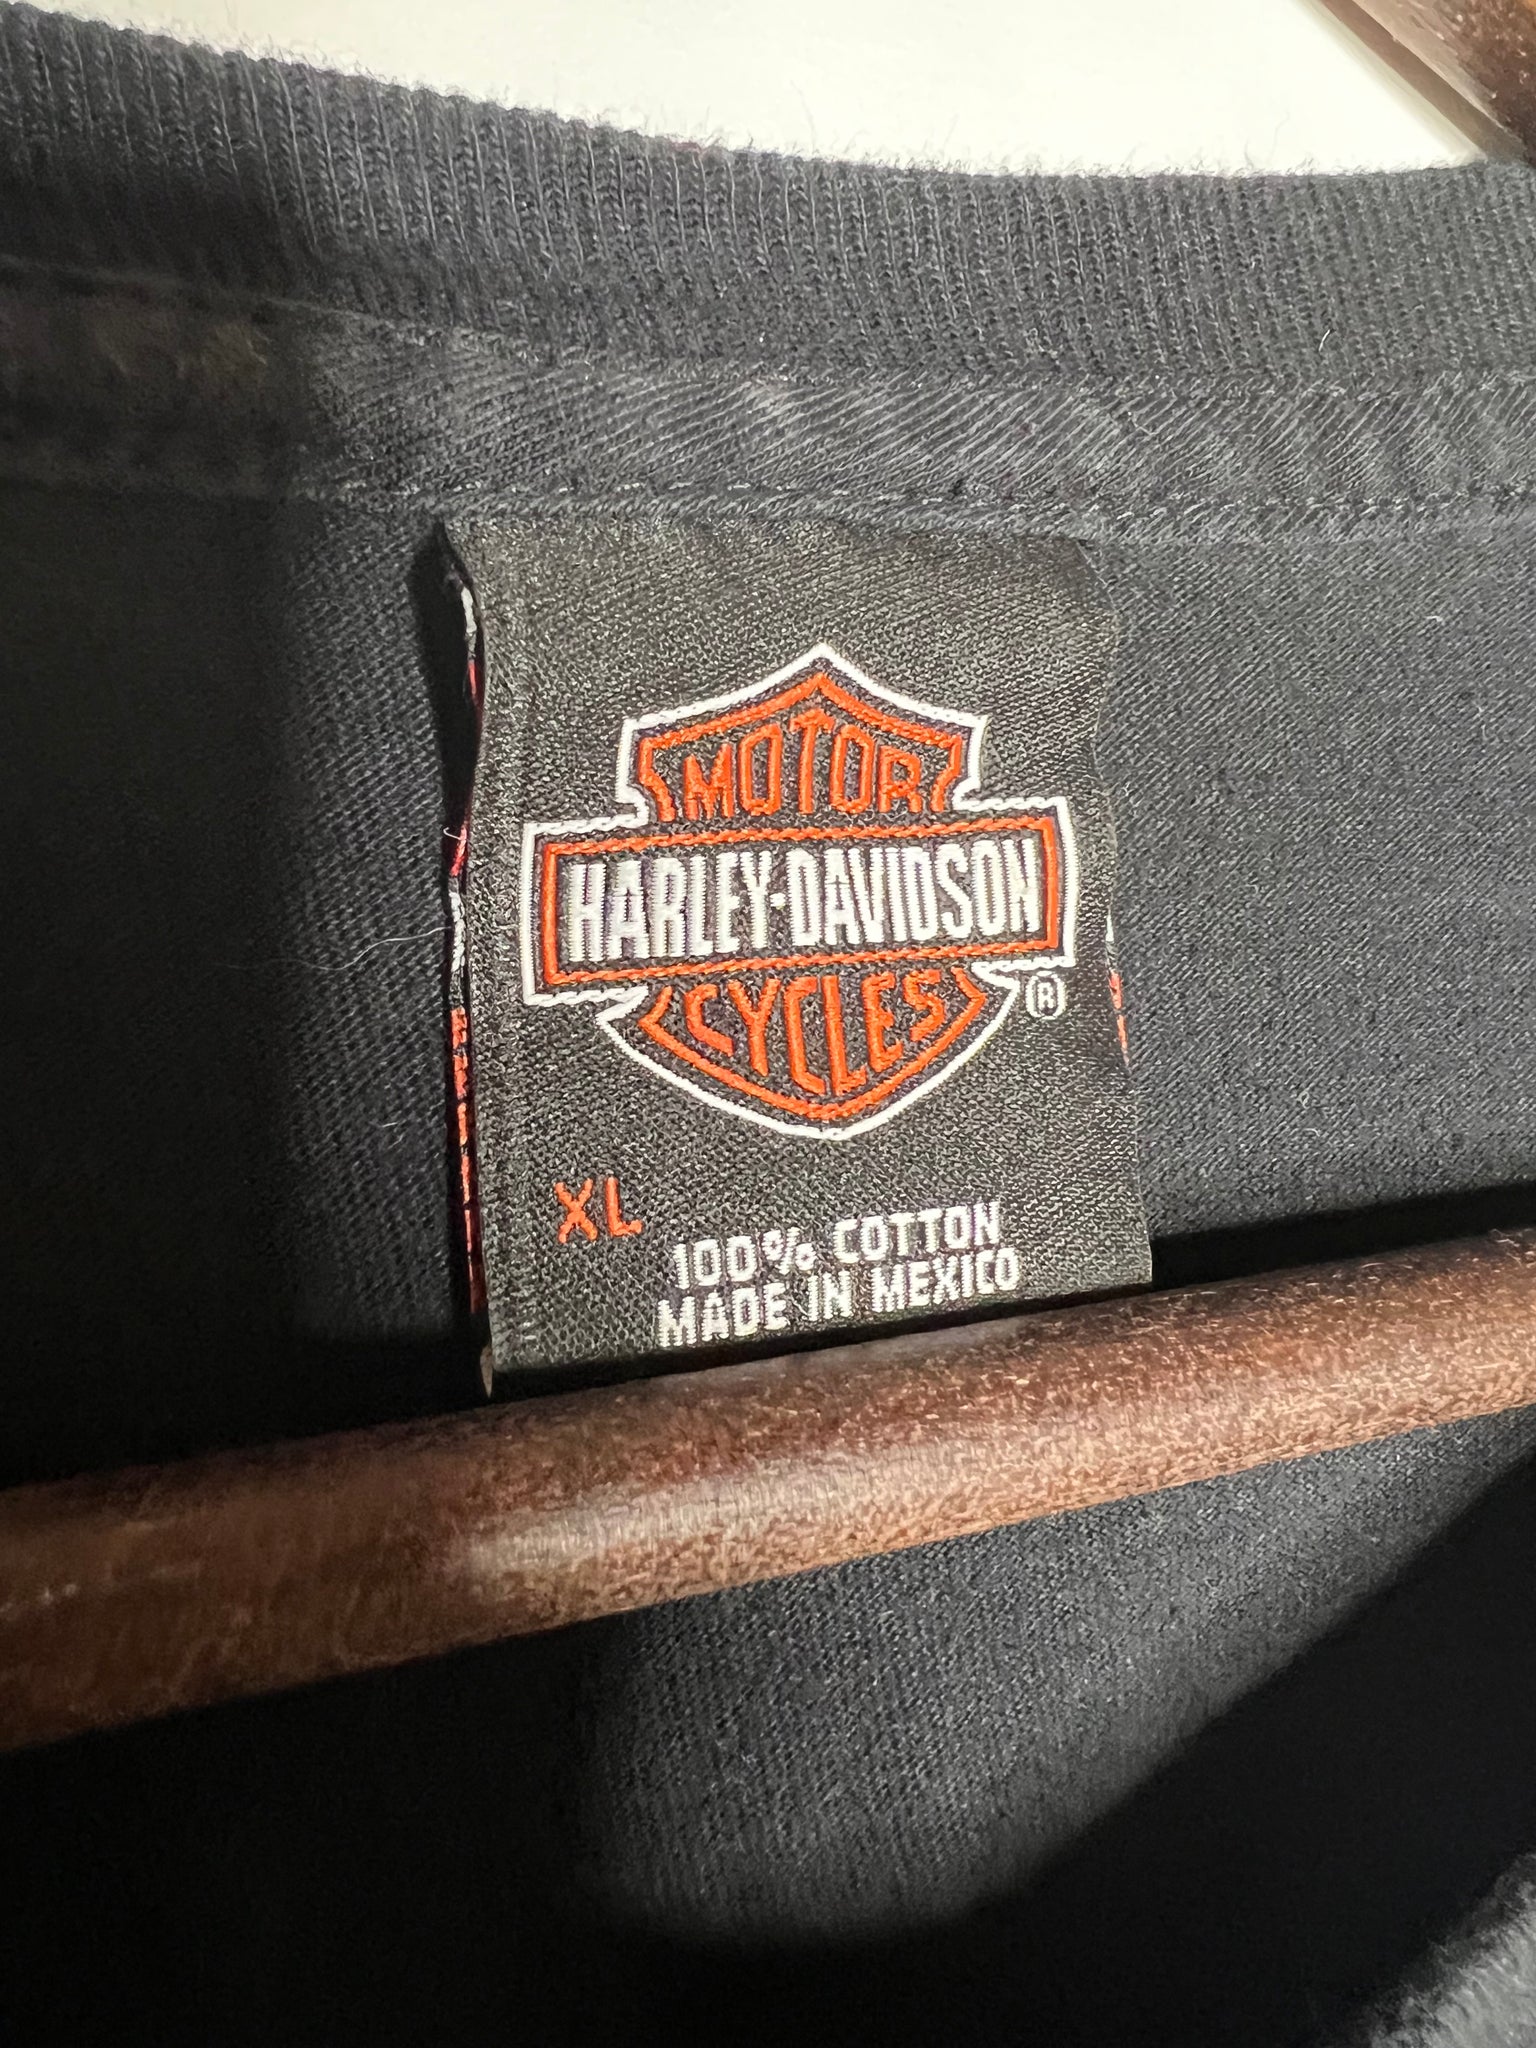 MOTOR
HARLEY-DAVIDSON
CYCLES
®
XL
100% COTTON
MADE IN MEXICO